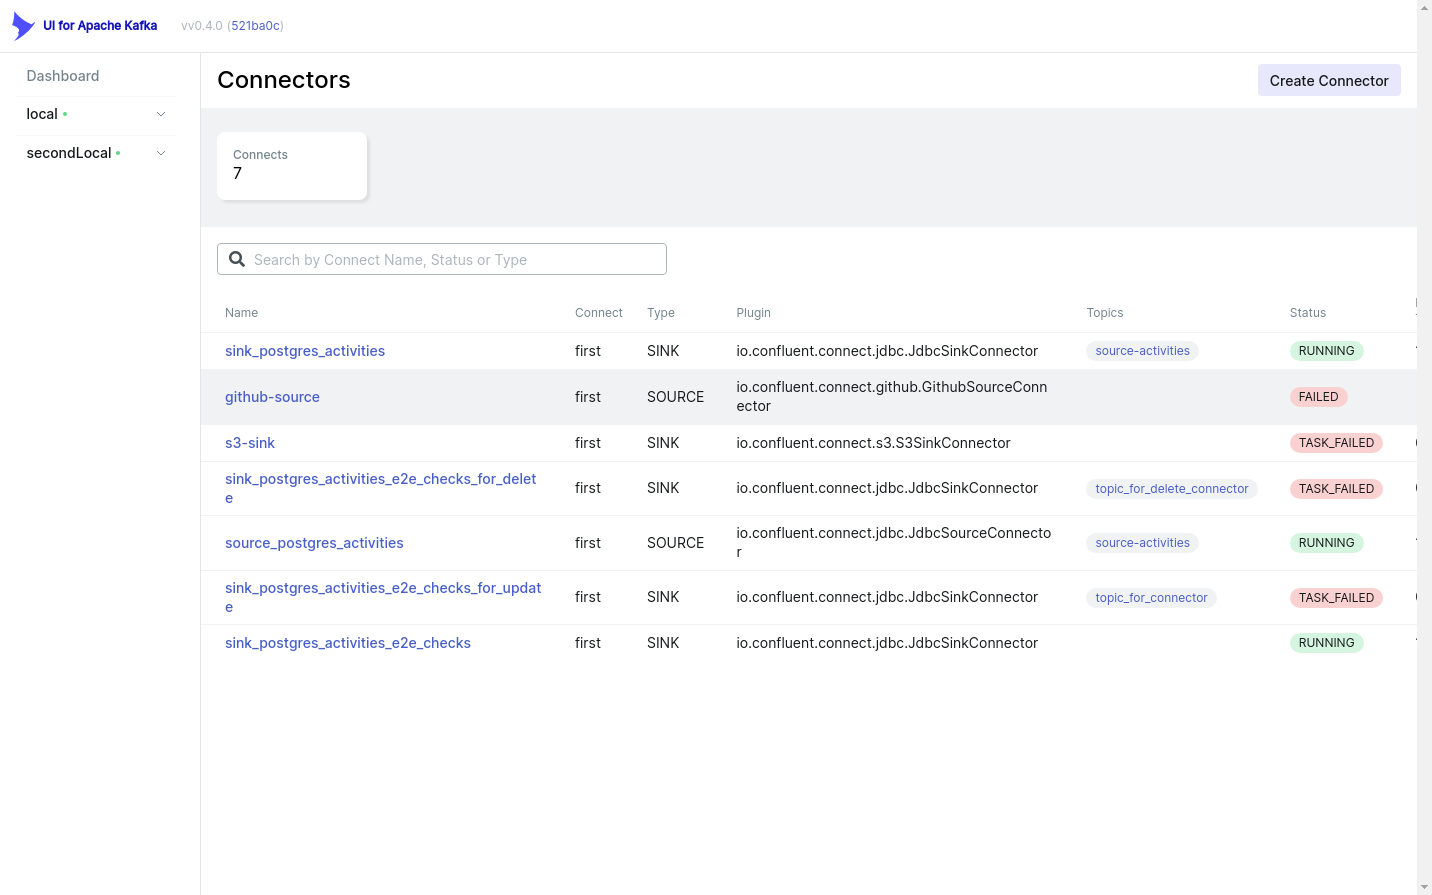 UI for Apache Kafka vv0.4.0 (521ba0c)
Dashboard
local
secondLocal
Connectors
Create Connector
Connects
7
Search by Connect Name, Status or Type
Name Connect Type Plugin Topics Status
sink_postgres_activities first SINK io.confluent.connect.jdbc.JdbcSinkConnector source-activities RUNNING
github-source first SOURCE io.confluent.connect.github.GithubSourceConn
ector FAILED
s3-sink first SINK io.confluent.connect.s3.S3SinkConnector TASK_FAILED
sink_postgres_activities_e2e_checks_for_delet
e first SINK io.confluent.connect.jdbc.JdbcSinkConnector topic_for_delete_connector TASK_FAILED
source_postgres_activities first SOURCE io.confluent.connect.jdbc.JdbcSourceConnecto
r source-activities RUNNING
sink_postgres_activities_e2e_checks_for_updat
e first SINK io.confluent.connect.jdbc.JdbcSinkConnector topic_for_connector TASK_FAILED
sink_postgres_activities_e2e_checks first SINK io.confluent.connect.jdbc.JdbcSinkConnector RUNNING